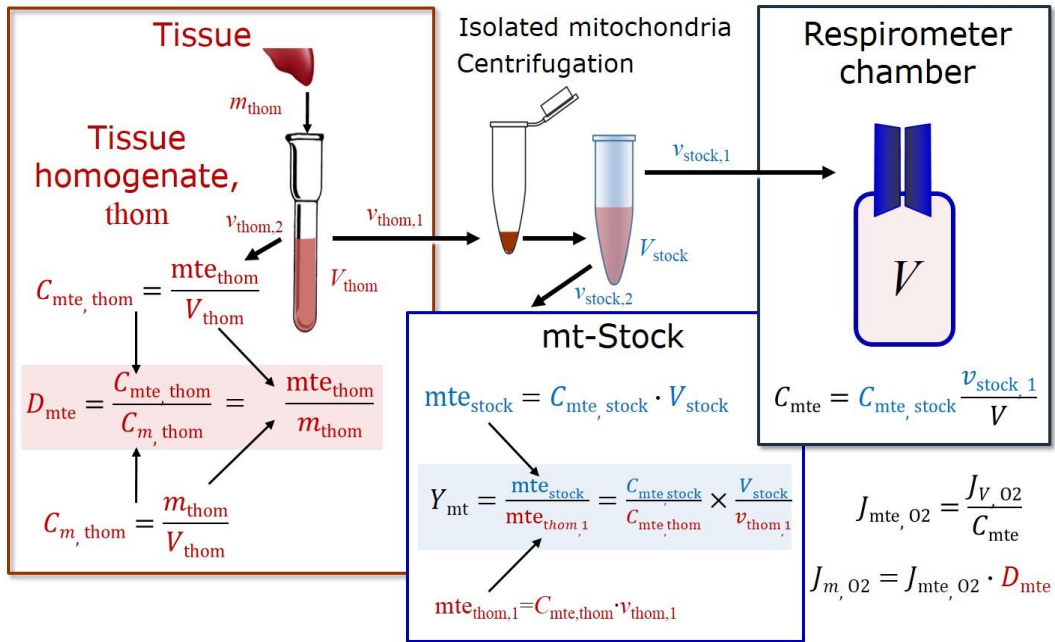 Tissue
m_thom
Tissue
homogenate,
thom
v_thom,2
v_thom,1
V_thom
C_mte, thom = mte_thom / V_thom
D_mte = C_mte, thom / C_m, thom = mte_thom / m_thom
C_m, thom = m_thom / V_thom
Isolated mitochondria
Centrifugation
v_stock,1
V_stock
v_stock,2
mt-Stock
mte_stock = C_mte, stock · V_stock
Y_mt = mte_stock / mte_thom,1 = C_mte,stock / C_mte,thom × V_stock / v_thom,1
mte_thom,1=C_mte,thom·v_thom,1
Respirometer
chamber
V
C_mte = C_mte, stock v_stock,1 / V
J_mte, O2 = J_V, O2 / C_mte
J_m, O2 = J_mte, O2 · D_mte